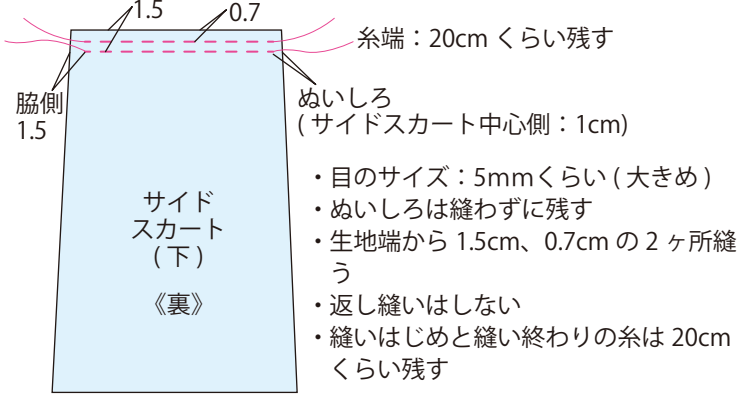 1.5 0.7
糸端：20cm くらい残す
脇側
1.5
ぬいしろ
( サイドスカート中心側：1cm)
サイド
スカート
( 下 )
《裏》
・目のサイズ：5mmくらい ( 大きめ )
・ぬいしろは縫わずに残す
・生地端から 1.5cm、0.7cm の 2 ヶ所縫
う
・返し縫いはしない
・縫いはじめと縫い終わりの糸は 20cm
くらい残す